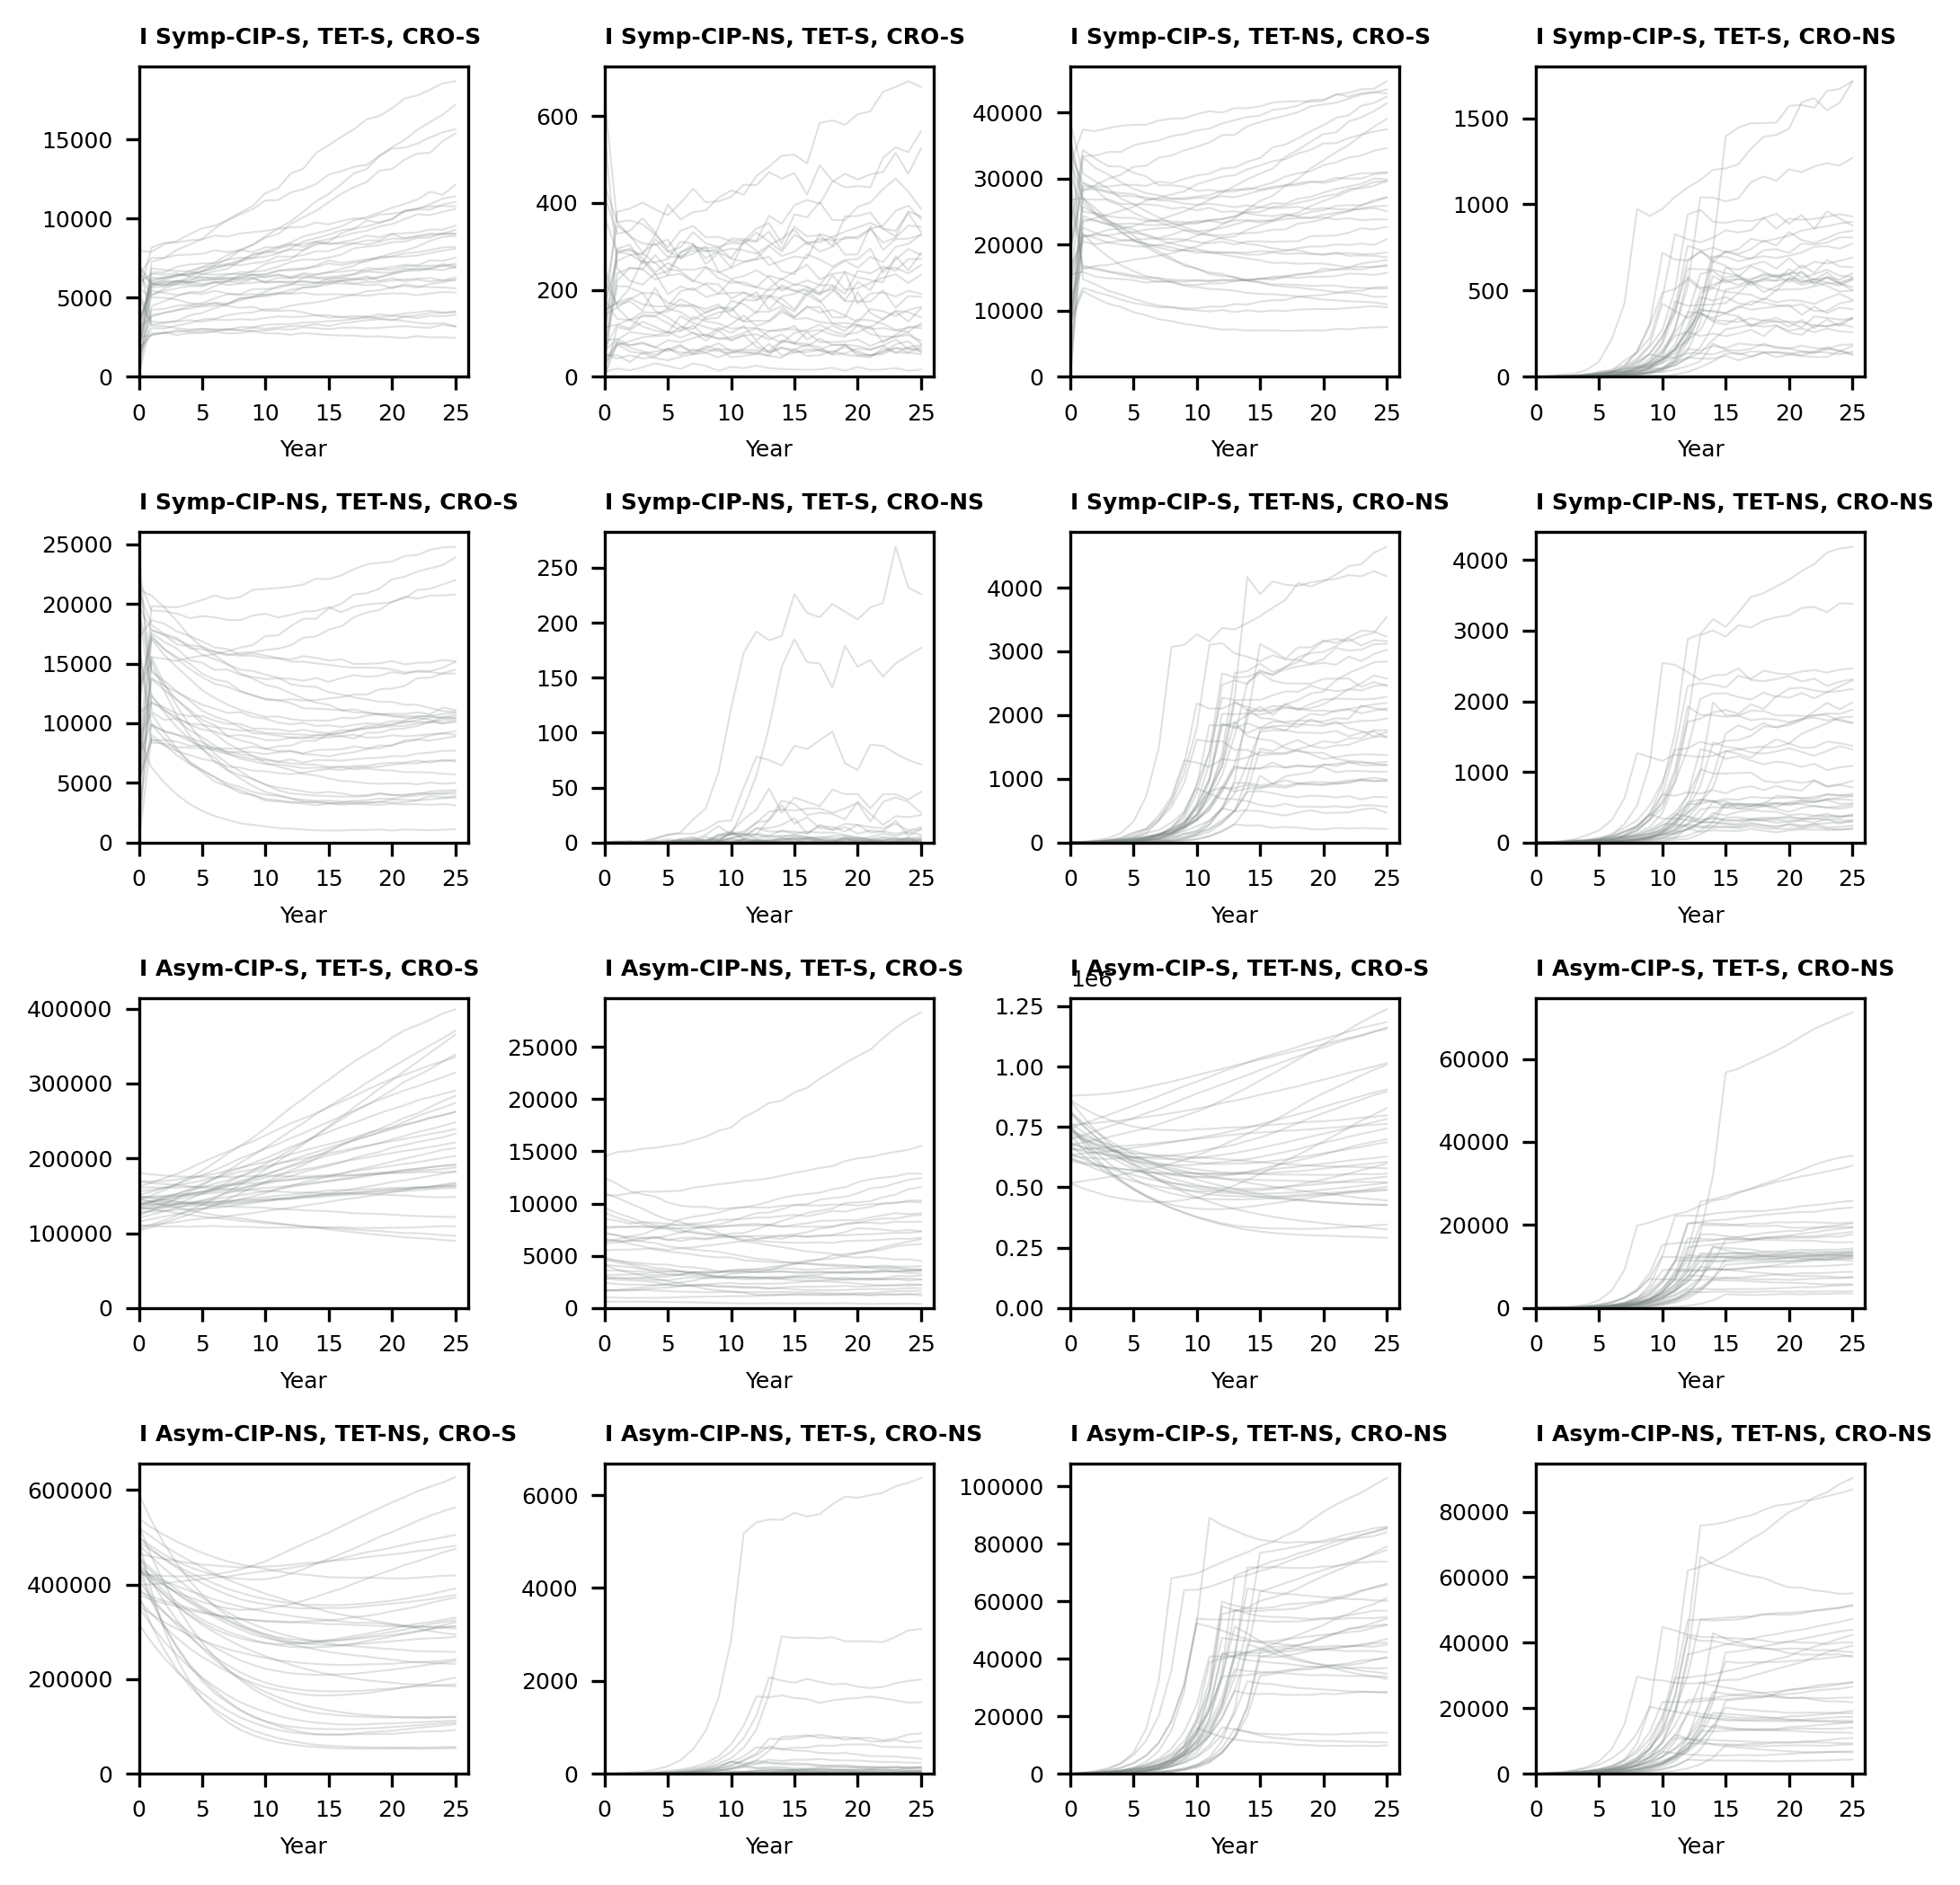 I Symp-CIP-S, TET-S, CRO-S
15000
10000
5000
0
0 5 10 15 20 25
Year
I Symp-CIP-NS, TET-S, CRO-S
600
400
200
0
0 5 10 15 20 25
Year
I Symp-CIP-S, TET-NS, CRO-S
40000
30000
20000
10000
0
0 5 10 15 20 25
Year
I Symp-CIP-S, TET-S, CRO-NS
1500
1000
500
0
0 5 10 15 20 25
Year
I Symp-CIP-NS, TET-NS, CRO-S
25000
20000
15000
10000
5000
0
0 5 10 15 20 25
Year
I Symp-CIP-NS, TET-S, CRO-NS
250
200
150
100
50
0
0 5 10 15 20 25
Year
I Symp-CIP-S, TET-NS, CRO-NS
4000
3000
2000
1000
0
0 5 10 15 20 25
Year
I Symp-CIP-NS, TET-NS, CRO-NS
4000
3000
2000
1000
0
0 5 10 15 20 25
Year
I Asym-CIP-S, TET-S, CRO-S
400000
300000
200000
100000
0
0 5 10 15 20 25
Year
I Asym-CIP-NS, TET-S, CRO-S
25000
20000
15000
10000
5000
0
0 5 10 15 20 25
Year
I Asym-CIP-S, TET-NS, CRO-S
1e6
1.25
1.00
0.75
0.50
0.25
0.00
0 5 10 15 20 25
Year
I Asym-CIP-S, TET-S, CRO-NS
60000
40000
20000
0
0 5 10 15 20 25
Year
I Asym-CIP-NS, TET-NS, CRO-S
600000
400000
200000
0
0 5 10 15 20 25
Year
I Asym-CIP-NS, TET-S, CRO-NS
6000
4000
2000
0
0 5 10 15 20 25
Year
I Asym-CIP-S, TET-NS, CRO-NS
100000
80000
60000
40000
20000
0
0 5 10 15 20 25
Year
I Asym-CIP-NS, TET-NS, CRO-NS
80000
60000
40000
20000
0
0 5 10 15 20 25
Year